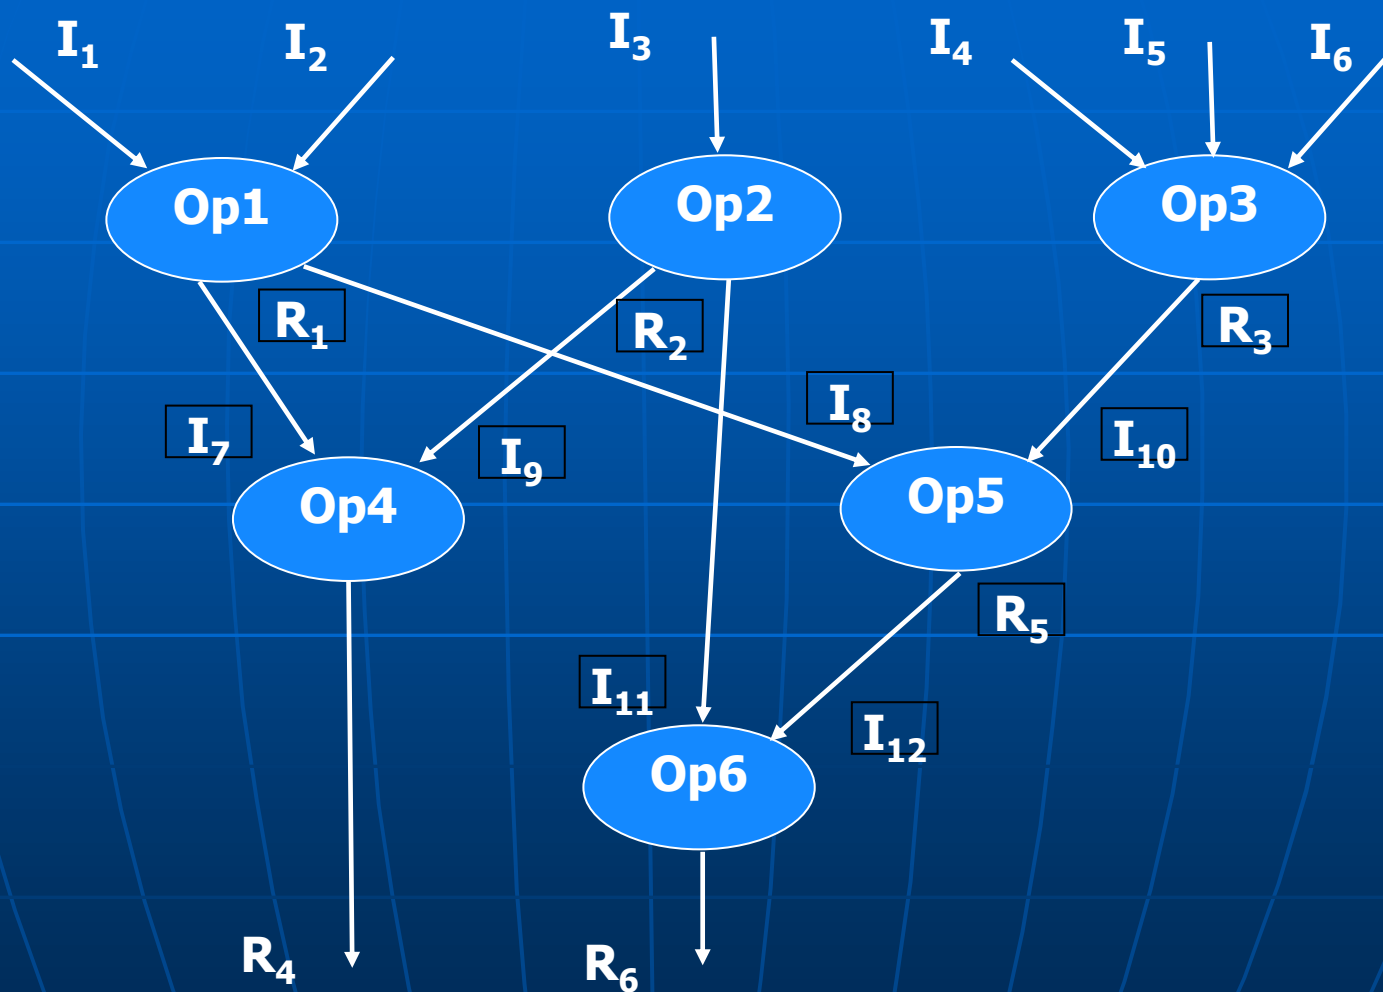 I₁ I₂ I₃ I₄ I₅ I₆
Op1 Op2 Op3
R₁ R₂ R₃
I₇ I₉ I₈ I₁₀
Op4 Op5
R₅
I₁₁ I₁₂
Op6
R₄ R₆